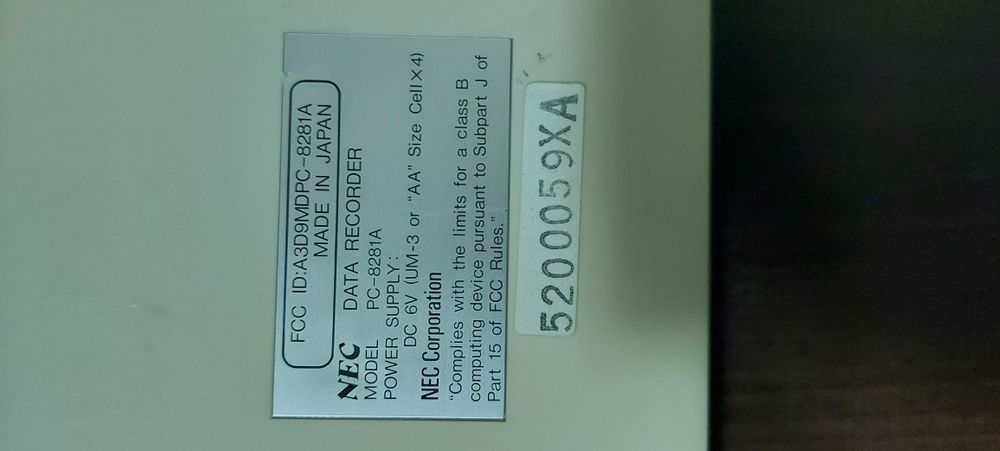 FCC ID:A3D9MDPC-8281A
MADE IN JAPAN
NEC DATA RECORDER
MODEL PC-8281A
POWER SUPPLY:
DC 6V (UM-3 or "AA" Size Cell×4)
NEC Corporation
"Complies with the limits for a class B
computing device pursuant to Subpart J of
Part 15 of FCC Rules."
5200059XA